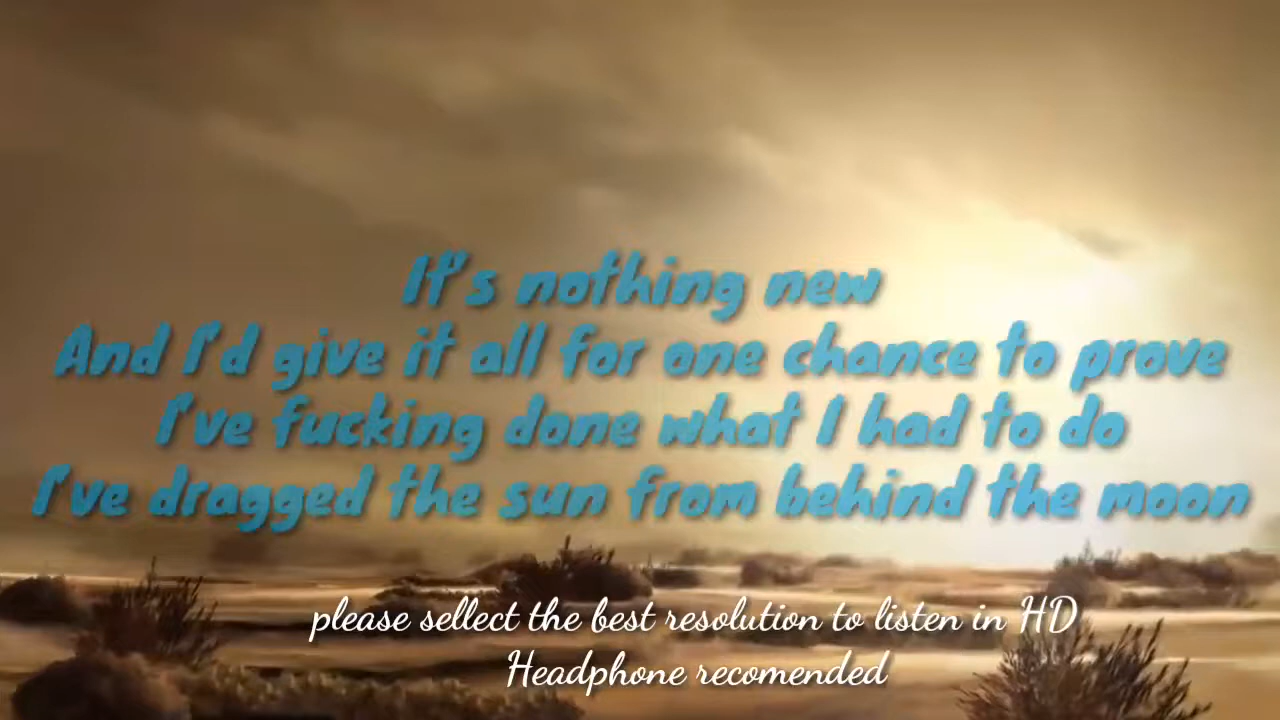 It's nothing new
And I'd give it all for one chance to prove
I've fucking done what I had to do
I've dragged the sun from behind the moon
please sellect the best resolution to listen in HD
Headphone recomended